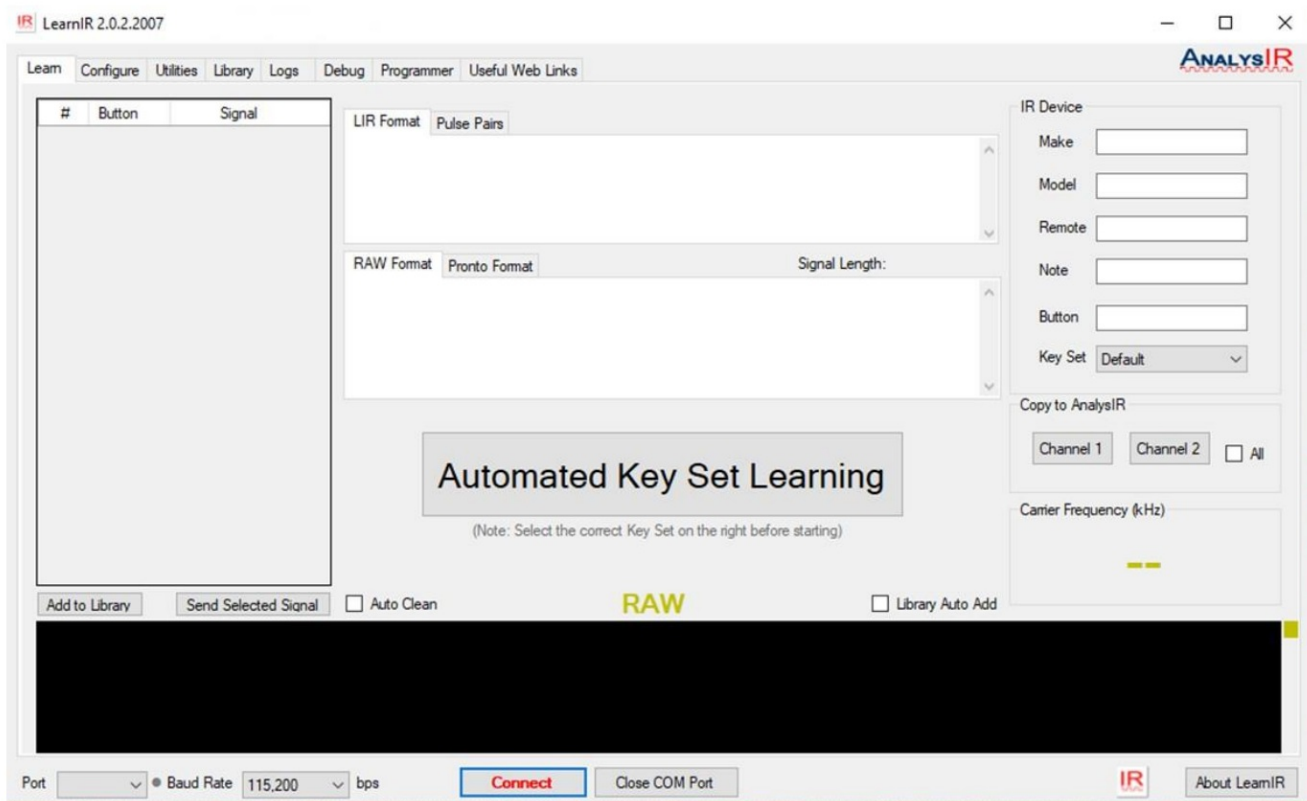 IR LearnIR 2.0.2.2007
Learn Configure Utilities Library Logs Debug Programmer Useful Web Links
ANALYSIR
# Button Signal
LIR Format Pulse Pairs
RAW Format Pronto Format Signal Length:
Automated Key Set Learning
(Note: Select the correct Key Set on the right before starting)
IR Device
Make
Model
Remote
Note
Button
Key Set Default
Copy to AnalysIR
Channel 1 Channel 2 All
Carrier Frequency (kHz)
--
Add to Library Send Selected Signal Auto Clean RAW Library Auto Add
Port Baud Rate 115,200 bps Connect Close COM Port IR About LearnIR